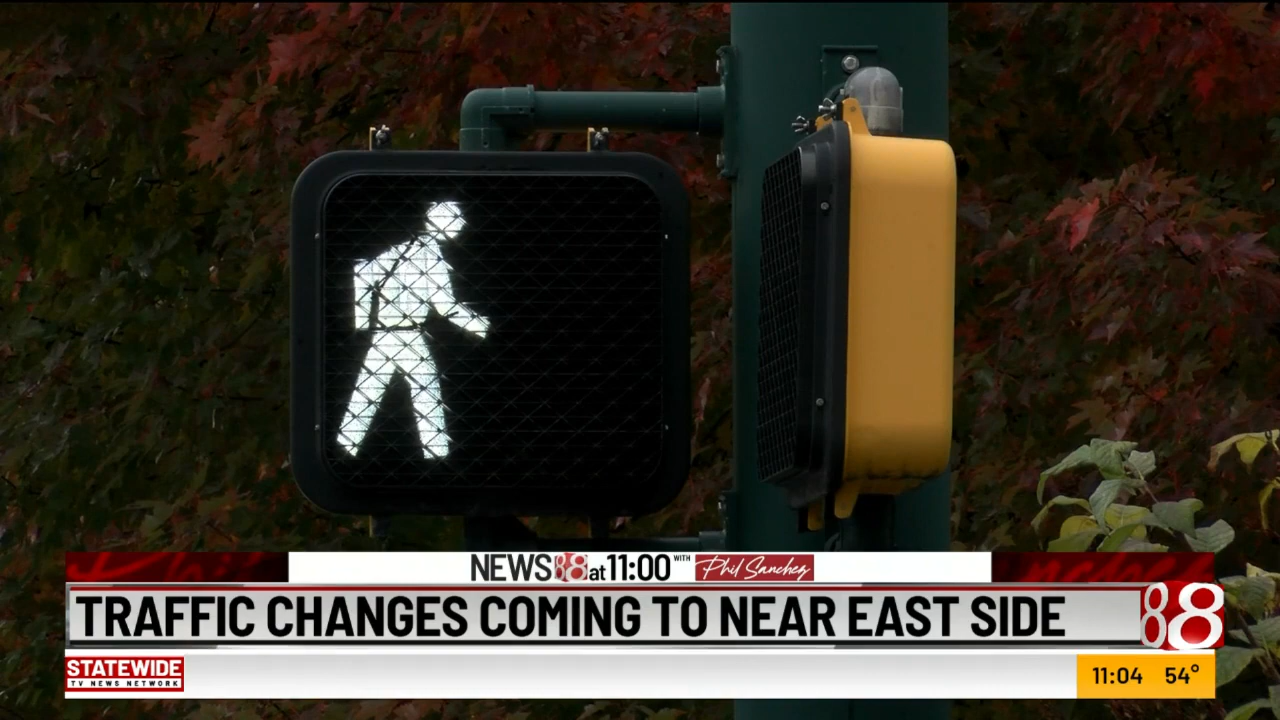 NEWS 8 at 11:00 WITH Phil Sanchez
TRAFFIC CHANGES COMING TO NEAR EAST SIDE
8
STATEWIDE
TV NEWS NETWORK
11:04 54°